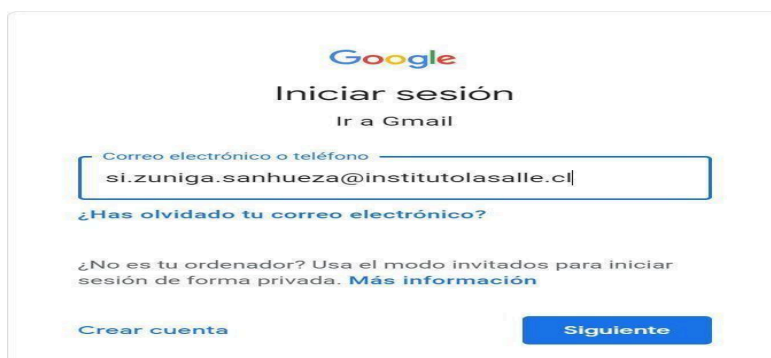 Google
Iniciar sesión
Ir a Gmail
Correo electrónico o teléfono
si.zuniga.sanhueza@institutolasalle.cl
¿Has olvidado tu correo electrónico?
¿No es tu ordenador? Usa el modo invitados para iniciar
sesión de forma privada. Más información
Crear cuenta
Siguiente